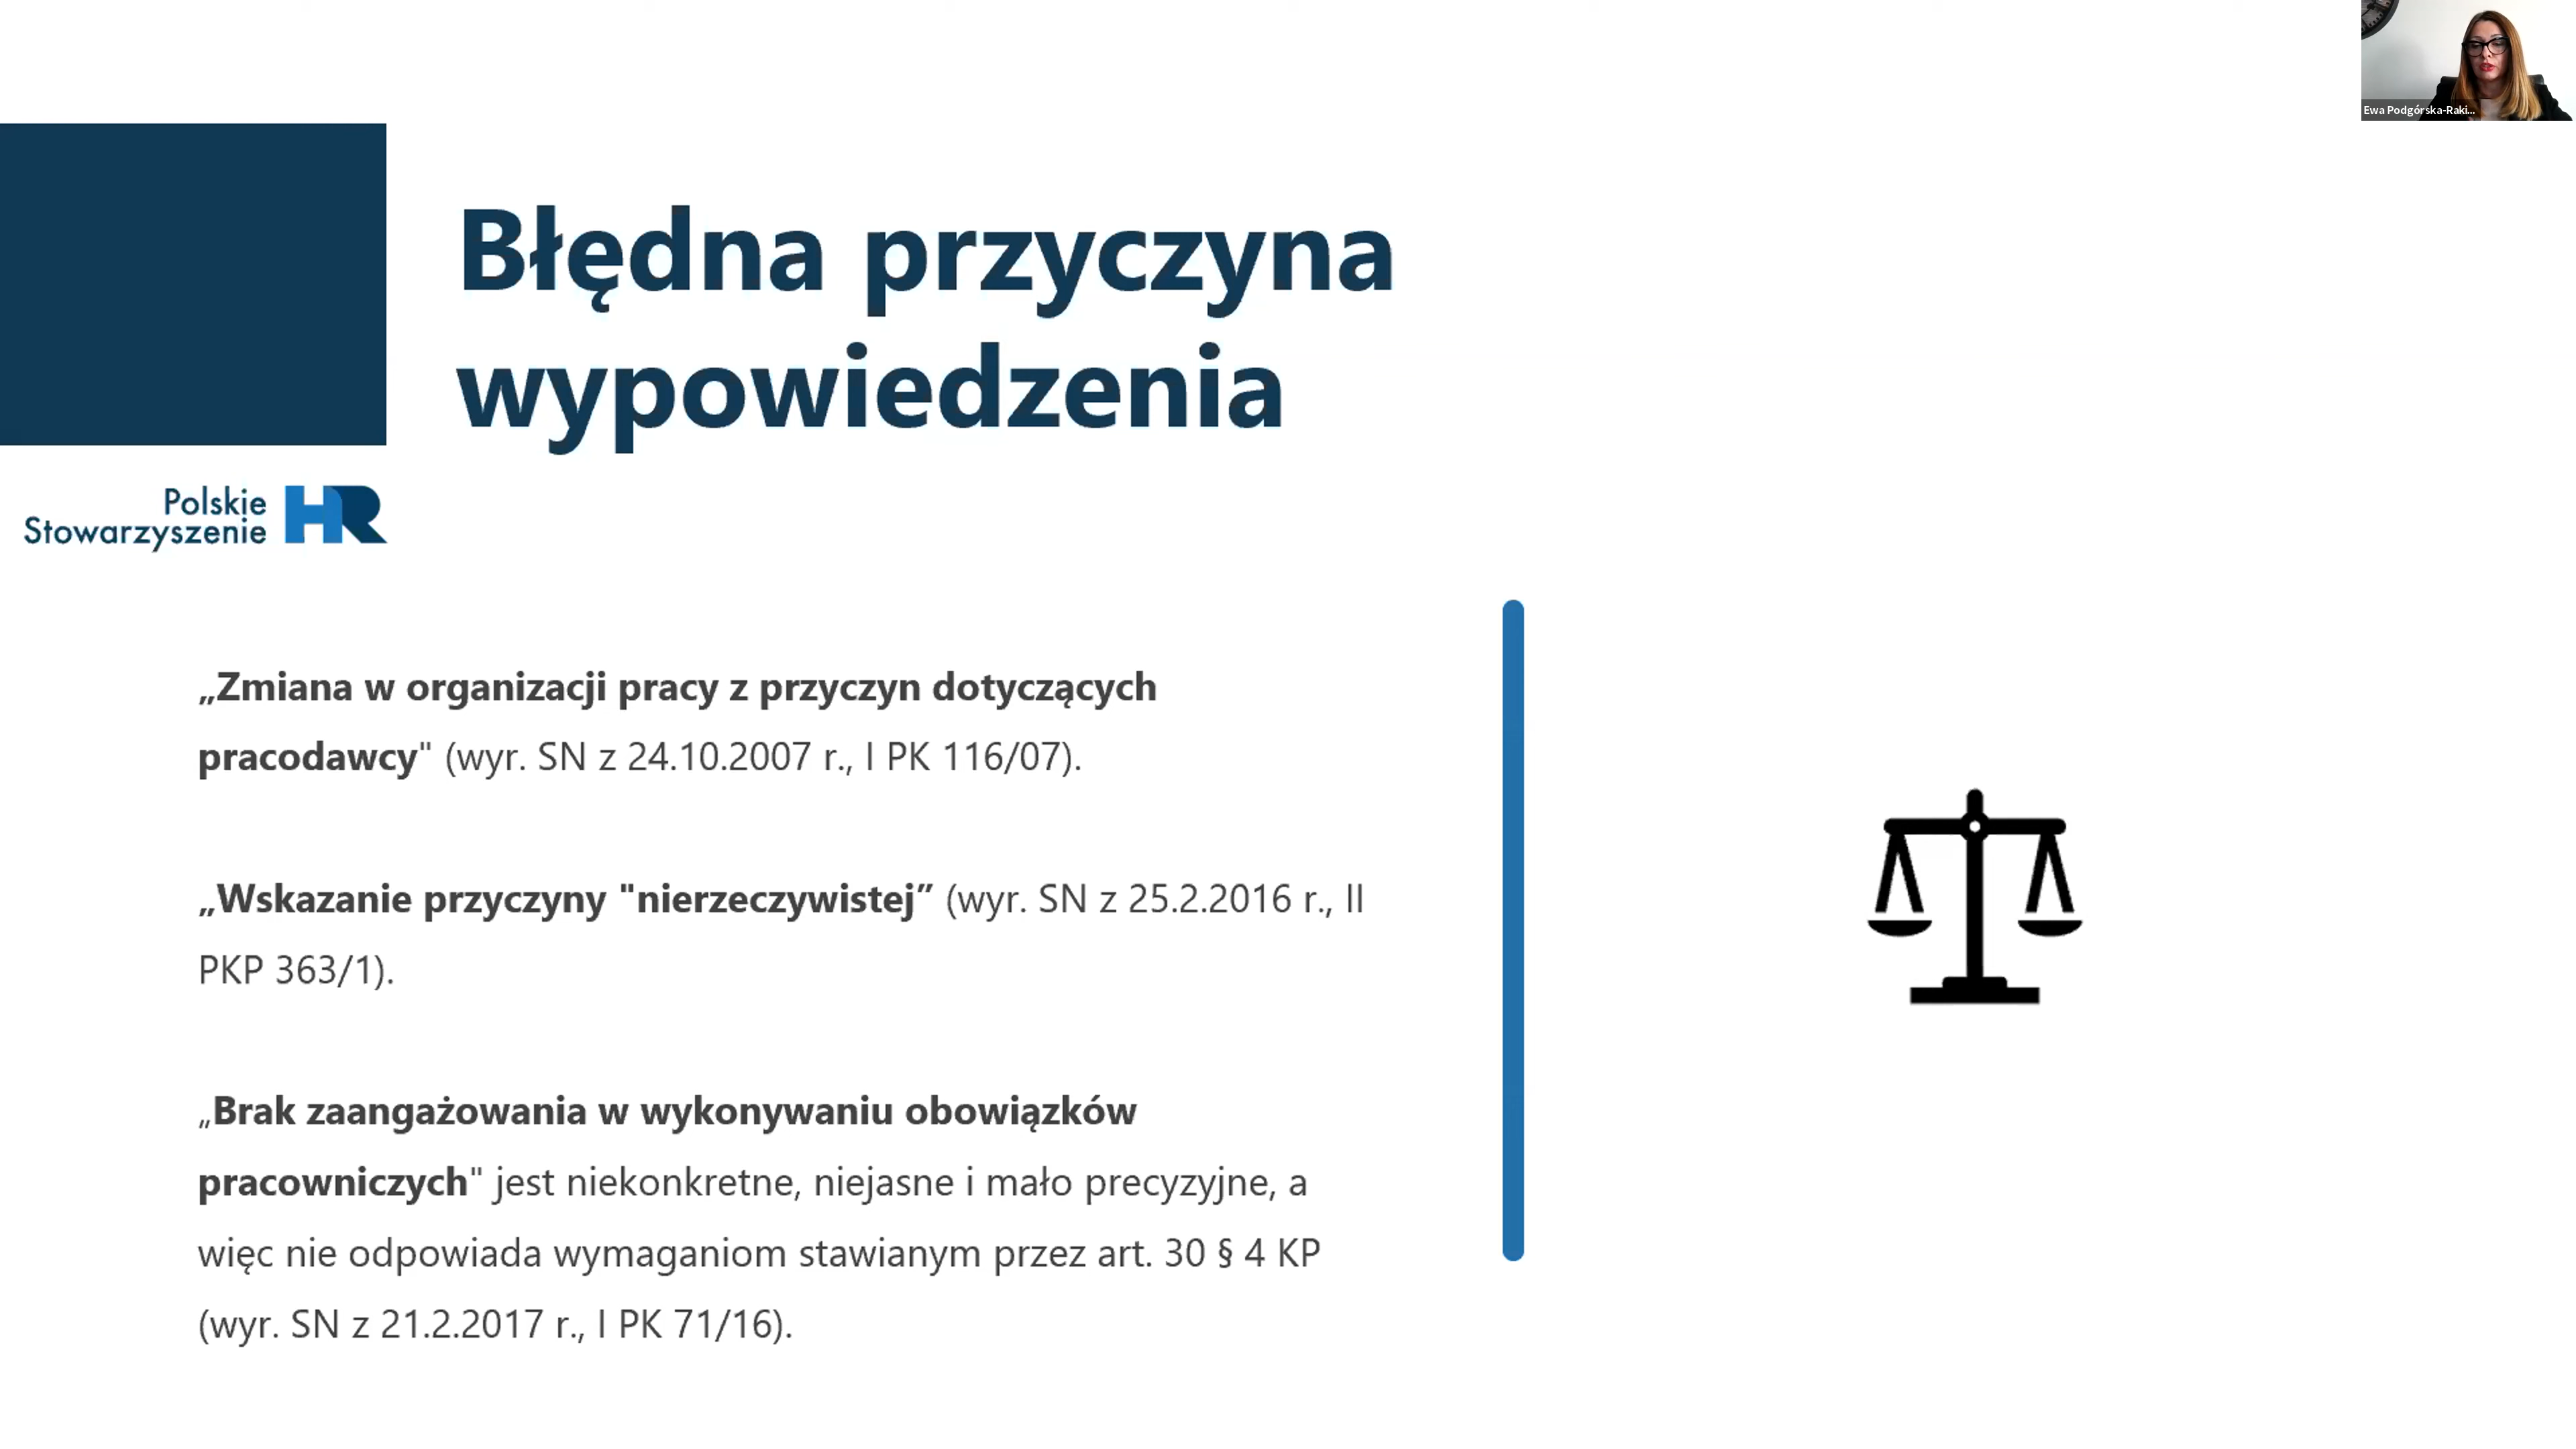 Ewa Podgórska-Raki...
Błędna przyczyna
wypowiedzenia
Polskie
Stowarzyszenie HR
„Zmiana w organizacji pracy z przyczyn dotyczących
pracodawcy" (wyr. SN z 24.10.2007 r., I PK 116/07).
„Wskazanie przyczyny "nierzeczywistej” (wyr. SN z 25.2.2016 r., II
PKP 363/1).
„Brak zaangażowania w wykonywaniu obowiązków
pracowniczych" jest niekonkretne, niejasne i mało precyzyjne, a
więc nie odpowiada wymaganiom stawianym przez art. 30 § 4 KP
(wyr. SN z 21.2.2017 r., I PK 71/16).